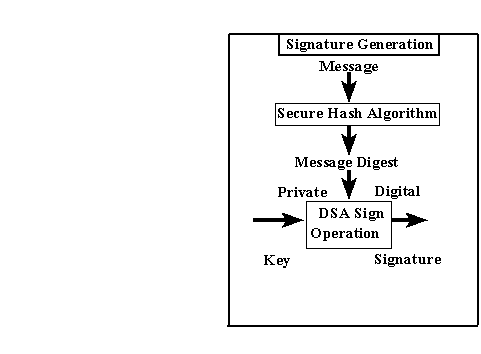 Signature Generation
Message
Secure Hash Algorithm
Message Digest
Private Digital
DSA Sign
Operation
Key Signature